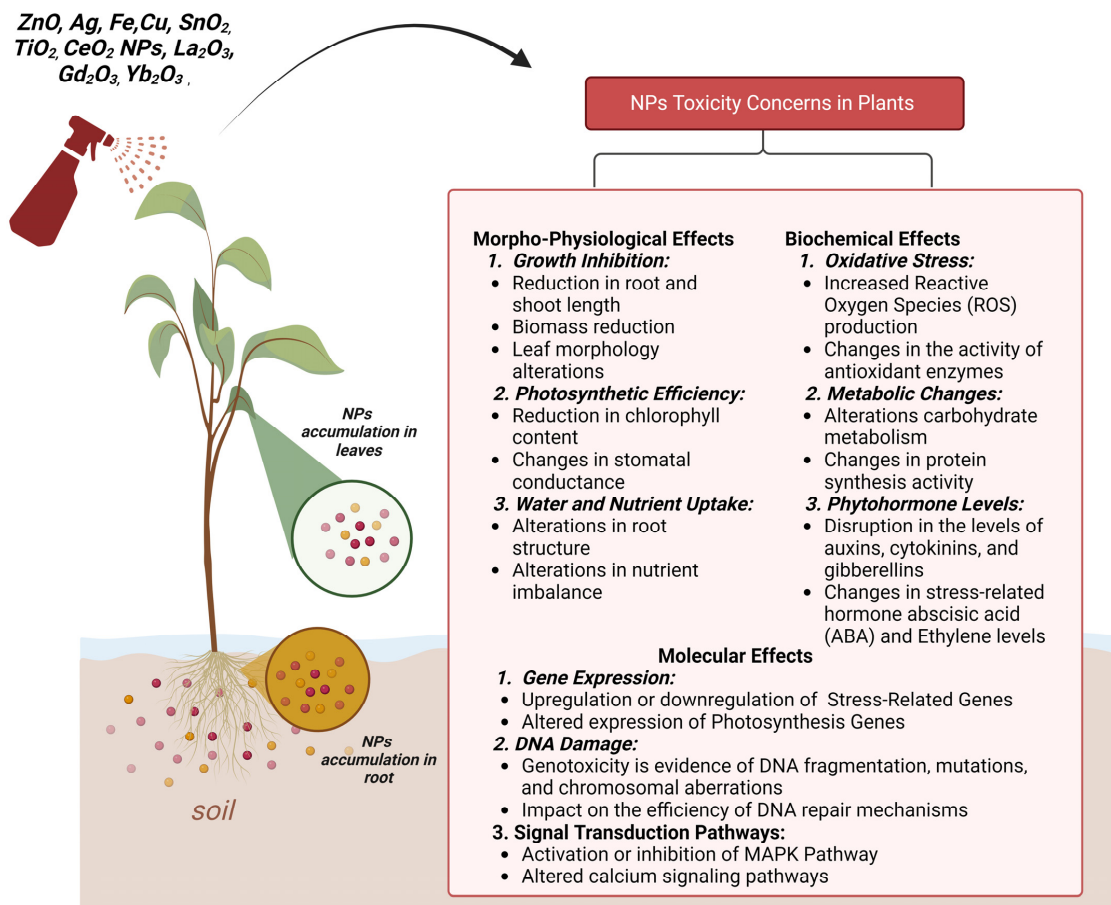 ZnO, Ag, Fe,Cu, SnO₂,
TiO₂, CeO₂ NPs, La₂O₃,
Gd₂O₃, Yb₂O₃ ,
NPs Toxicity Concerns in Plants
Morpho-Physiological Effects
1. Growth Inhibition:
• Reduction in root and
shoot length
• Biomass reduction
• Leaf morphology
alterations
2. Photosynthetic Efficiency:
• Reduction in chlorophyll
content
• Changes in stomatal
conductance
3. Water and Nutrient Uptake:
• Alterations in root
structure
• Alterations in nutrient
imbalance
Biochemical Effects
1. Oxidative Stress:
• Increased Reactive
Oxygen Species (ROS)
production
• Changes in the activity of
antioxidant enzymes
2. Metabolic Changes:
• Alterations carbohydrate
metabolism
• Changes in protein
synthesis activity
3. Phytohormone Levels:
• Disruption in the levels of
auxins, cytokinins, and
gibberellins
• Changes in stress-related
hormone abscisic acid
(ABA) and Ethylene levels
Molecular Effects
1. Gene Expression:
• Upregulation or downregulation of Stress-Related Genes
• Altered expression of Photosynthesis Genes
2. DNA Damage:
• Genotoxicity is evidence of DNA fragmentation, mutations,
and chromosomal aberrations
• Impact on the efficiency of DNA repair mechanisms
3. Signal Transduction Pathways:
• Activation or inhibition of MAPK Pathway
• Altered calcium signaling pathways
NPs
accumulation in
leaves
NPs
accumulation in
root
soil